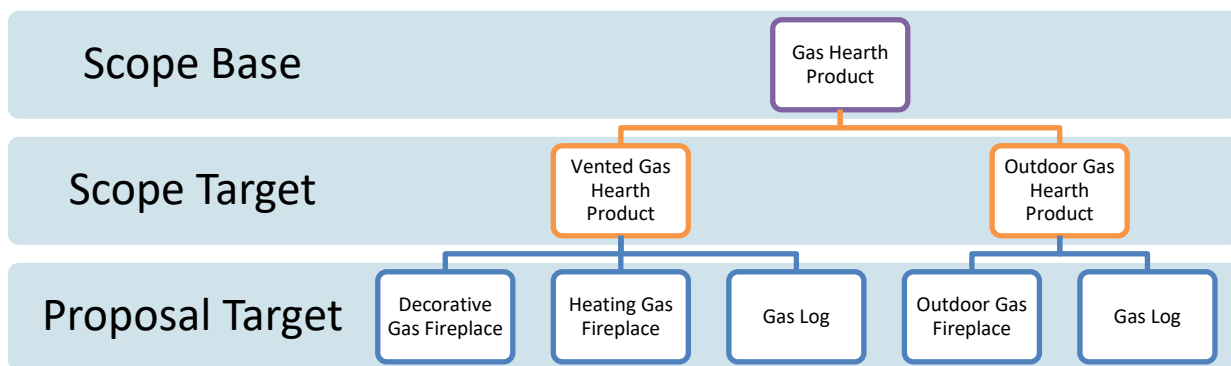 Scope Base
Gas Hearth
Product
Scope Target
Vented Gas
Hearth
Product
Outdoor Gas
Hearth
Product
Proposal Target
Decorative
Gas Fireplace
Heating Gas
Fireplace
Gas Log
Outdoor Gas
Fireplace
Gas Log